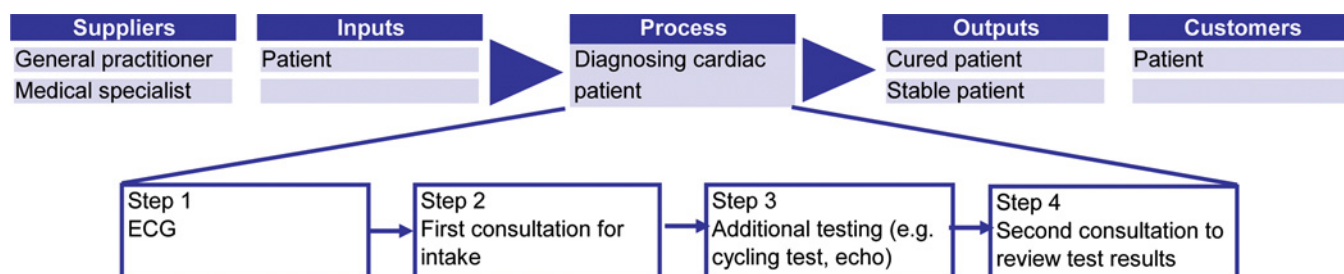 Suppliers
General practitioner
Medical specialist
Inputs
Patient
Process
Diagnosing cardiac
patient
Outputs
Cured patient
Stable patient
Customers
Patient
Step 1
ECG
Step 2
First consultation for
intake
Step 3
Additional testing (e.g.
cycling test, echo)
Step 4
Second consultation to
review test results